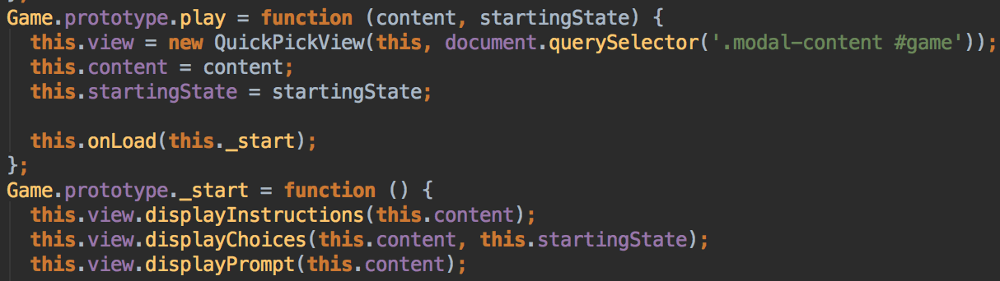 };
Game.prototype.play = function (content, startingState) {
  this.view = new QuickPickView(this, document.querySelector('.modal-content #game'));
  this.content = content;
  this.startingState = startingState;

  this.onLoad(this._start);
};
Game.prototype._start = function () {
  this.view.displayInstructions(this.content);
  this.view.displayChoices(this.content, this.startingState);
  this.view.displayPrompt(this.content);